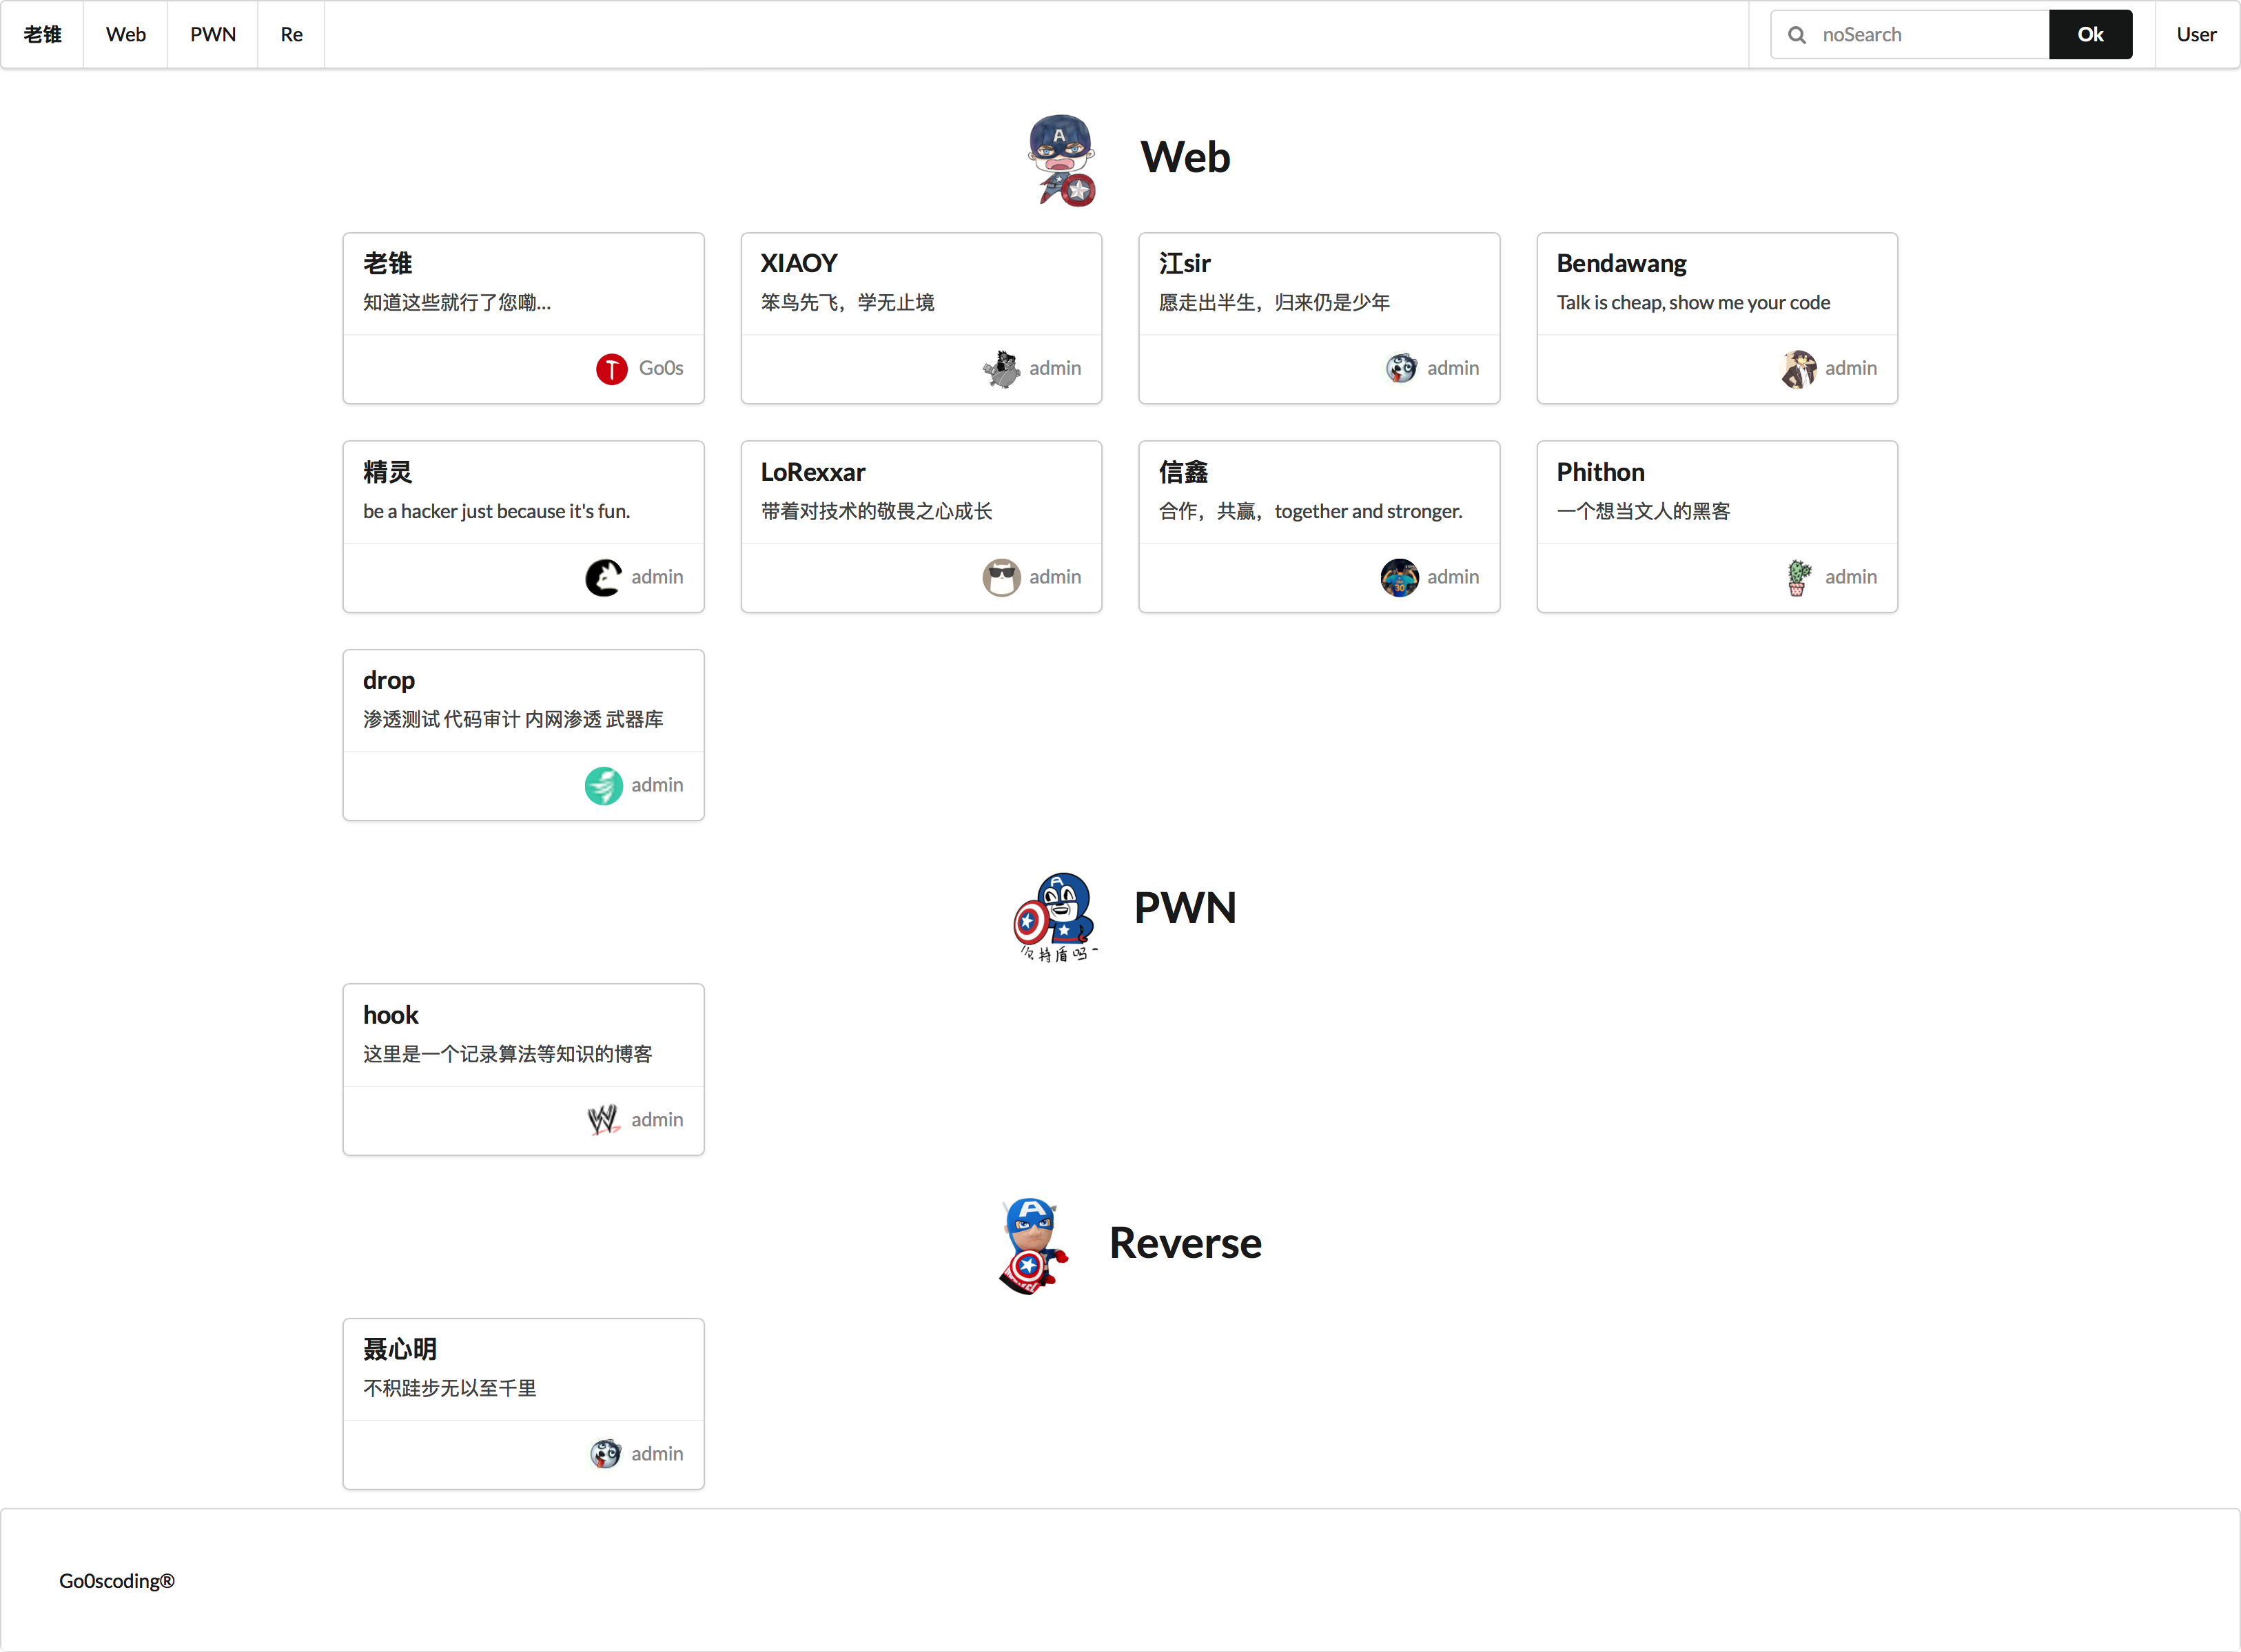 老锥 Web PWN Re noSearch Ok User
Web
老锥
知道这些就行了您嘞...
Go0s
XIAOY
笨鸟先飞，学无止境
admin
江sir
愿走出半生，归来仍是少年
admin
Bendawang
Talk is cheap, show me your code
admin
精灵
be a hacker just because it's fun.
admin
LoRexxar
带着对技术的敬畏之心成长
admin
信鑫
合作，共赢，together and stronger.
admin
Phithon
一个想当文人的黑客
admin
drop
渗透测试 代码审计 内网渗透 武器库
admin
PWN
你持盾吗
hook
这里是一个记录算法等知识的博客
admin
Reverse
聂心明
不积跬步无以至千里
admin
Go0scoding®